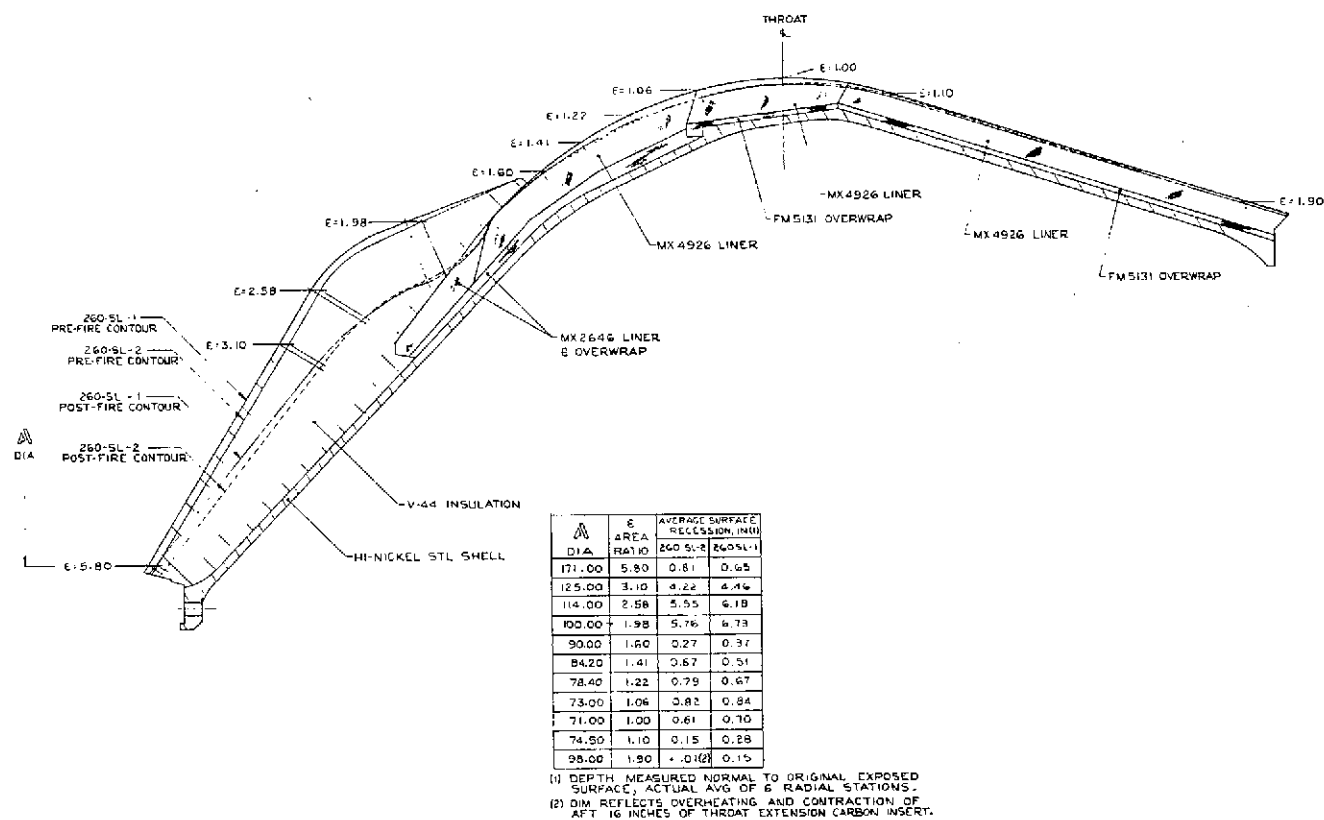 THROAT
℄
ε=1.00
ε=1.06
ε=1.10
ε=1.22
ε=1.41
ε=1.60
ε=1.98
ε=1.90
MX4926 LINER
FM5131 OVERWRAP
MX4926 LINER
MX4926 LINER
FM5131 OVERWRAP
ε=2.58
260-SL-1
PRE-FIRE CONTOUR
260-SL-2
PRE-FIRE CONTOUR
ε=3.10
MX2646 LINER
& OVERWRAP
260-SL-1
POST-FIRE CONTOUR
260-SL-2
POST-FIRE CONTOUR
DIA
V-44 INSULATION
HI-NICKEL STL SHELL
ε=5.80
DIA ε AREA RATIO AVERAGE SURFACE RECESSION, IN(1)
260 SL-2 260SL-1
171.00 5.80 0.81 0.65
125.00 3.10 4.22 4.46
114.00 2.58 5.55 6.18
100.00 1.98 5.76 6.73
90.00 1.60 0.27 0.37
84.20 1.41 0.67 0.51
78.40 1.22 0.79 0.67
73.00 1.06 0.82 0.84
71.00 1.00 0.61 0.70
74.50 1.10 0.15 0.28
98.00 1.90 +.01(2) 0.15
(1) DEPTH MEASURED NORMAL TO ORIGINAL EXPOSED
SURFACE, ACTUAL AVG OF 6 RADIAL STATIONS.
(2) DIM REFLECTS OVERHEATING AND CONTRACTION OF
AFT 16 INCHES OF THROAT EXTENSION CARBON INSERT.